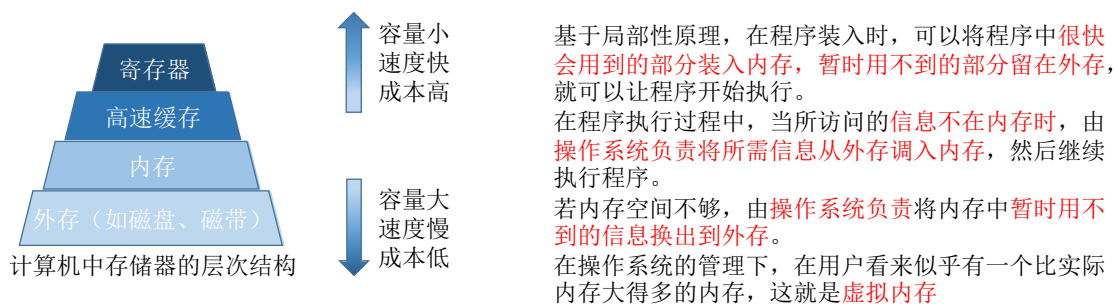 寄存器
高速缓存
内存
外存（如磁盘、磁带）
计算机中存储器的层次结构
容量小
速度快
成本高
容量大
速度慢
成本低
基于局部性原理，在程序装入时，可以将程序中很快
会用到的部分装入内存，暂时用不到的部分留在外存，
就可以让程序开始执行。
在程序执行过程中，当所访问的信息不在内存时，由
操作系统负责将所需信息从外存调入内存，然后继续
执行程序。
若内存空间不够，由操作系统负责将内存中暂时用不
到的信息换出到外存。
在操作系统的管理下，在用户看来似乎有一个比实际
内存大得多的内存，这就是虚拟内存